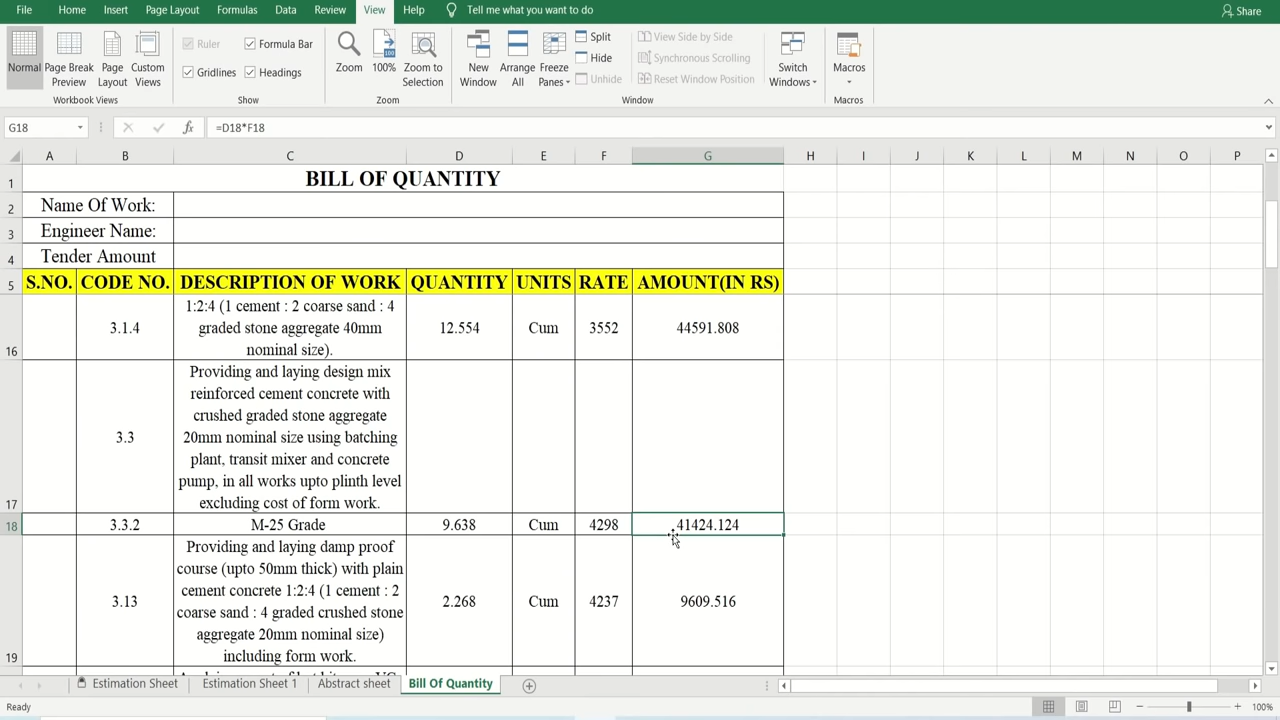 File Home Insert Page Layout Formulas Data Review View Help Tell me what you want to do Share
Normal Page Break Preview Page Layout Custom Views
Workbook Views
Ruler Formula Bar
Gridlines Headings
Show
Zoom 100% Zoom to Selection
Zoom
New Window Arrange All Freeze Panes
Split
Hide
Unhide
View Side by Side
Synchronous Scrolling
Reset Window Position
Switch Windows
Window
Macros
Macros
G18 fx =D18*F18
A B C D E F G H I J K L M N O P
1 BILL OF QUANTITY
2 Name Of Work:
3 Engineer Name:
4 Tender Amount
5 S.NO. CODE NO. DESCRIPTION OF WORK QUANTITY UNITS RATE AMOUNT(IN RS)
1:2:4 (1 cement : 2 coarse sand : 4
3.1.4 graded stone aggregate 40mm 12.554 Cum 3552 44591.808
16 nominal size).
Providing and laying design mix
reinforced cement concrete with
crushed graded stone aggregate
3.3 20mm nominal size using batching
plant, transit mixer and concrete
pump, in all works upto plinth level
17 excluding cost of form work.
18 3.3.2 M-25 Grade 9.638 Cum 4298 41424.124
Providing and laying damp proof
course (upto 50mm thick) with plain
cement concrete 1:2:4 (1 cement : 2
3.13 coarse sand : 4 graded crushed stone 2.268 Cum 4237 9609.516
aggregate 20mm nominal size)
19 including form work.
Estimation Sheet Estimation Sheet 1 Abstract sheet Bill Of Quantity
Ready 100%